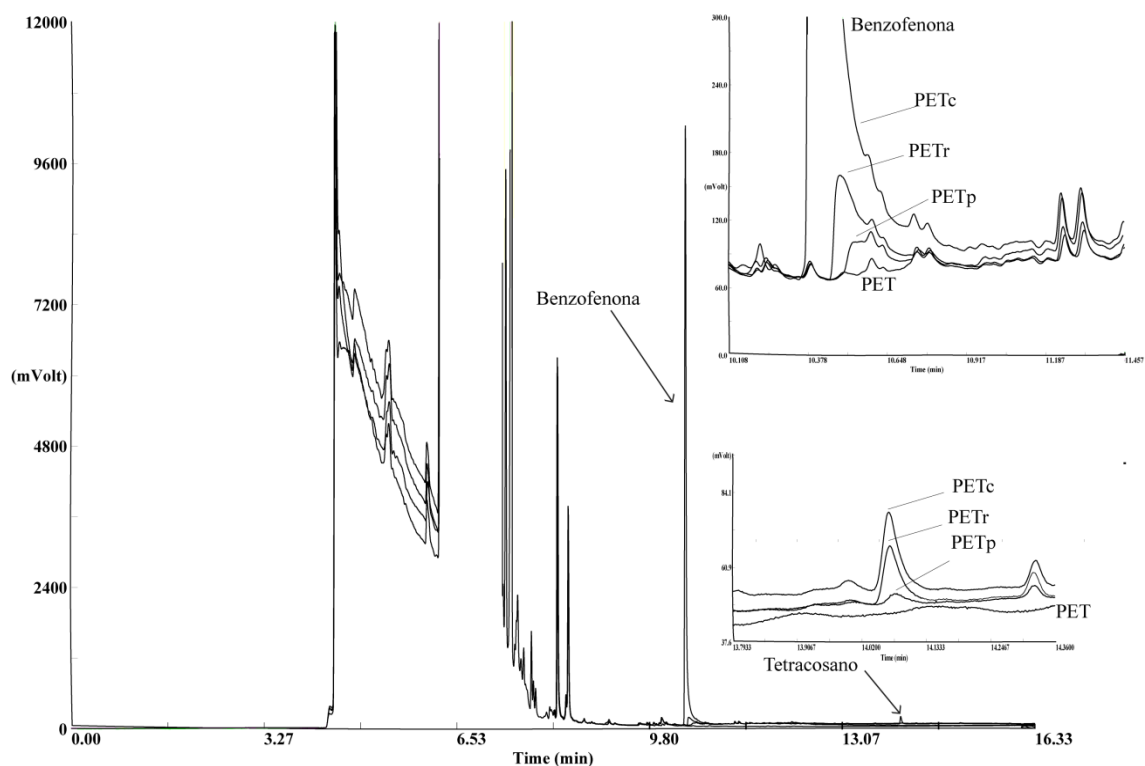 12000
9600
7200
(mVolt)
4800
2400
0
0.00 3.27 6.53 9.80 13.07 16.33
Time (min)
Benzofenona
Tetracosano
300.0
240.0
180.0
(mVolt)
120.0
60.0
0.0
10.108 10.378 10.648 10.917 11.187 11.457
Time (min)
Benzofenona
PETc
PETr
PETp
PET
(mVolt)
84.1
60.9
37.6
13.7933 13.9067 14.0200 14.1333 14.2467 14.3600
Time (min)
PETc
PETr
PETp
PET